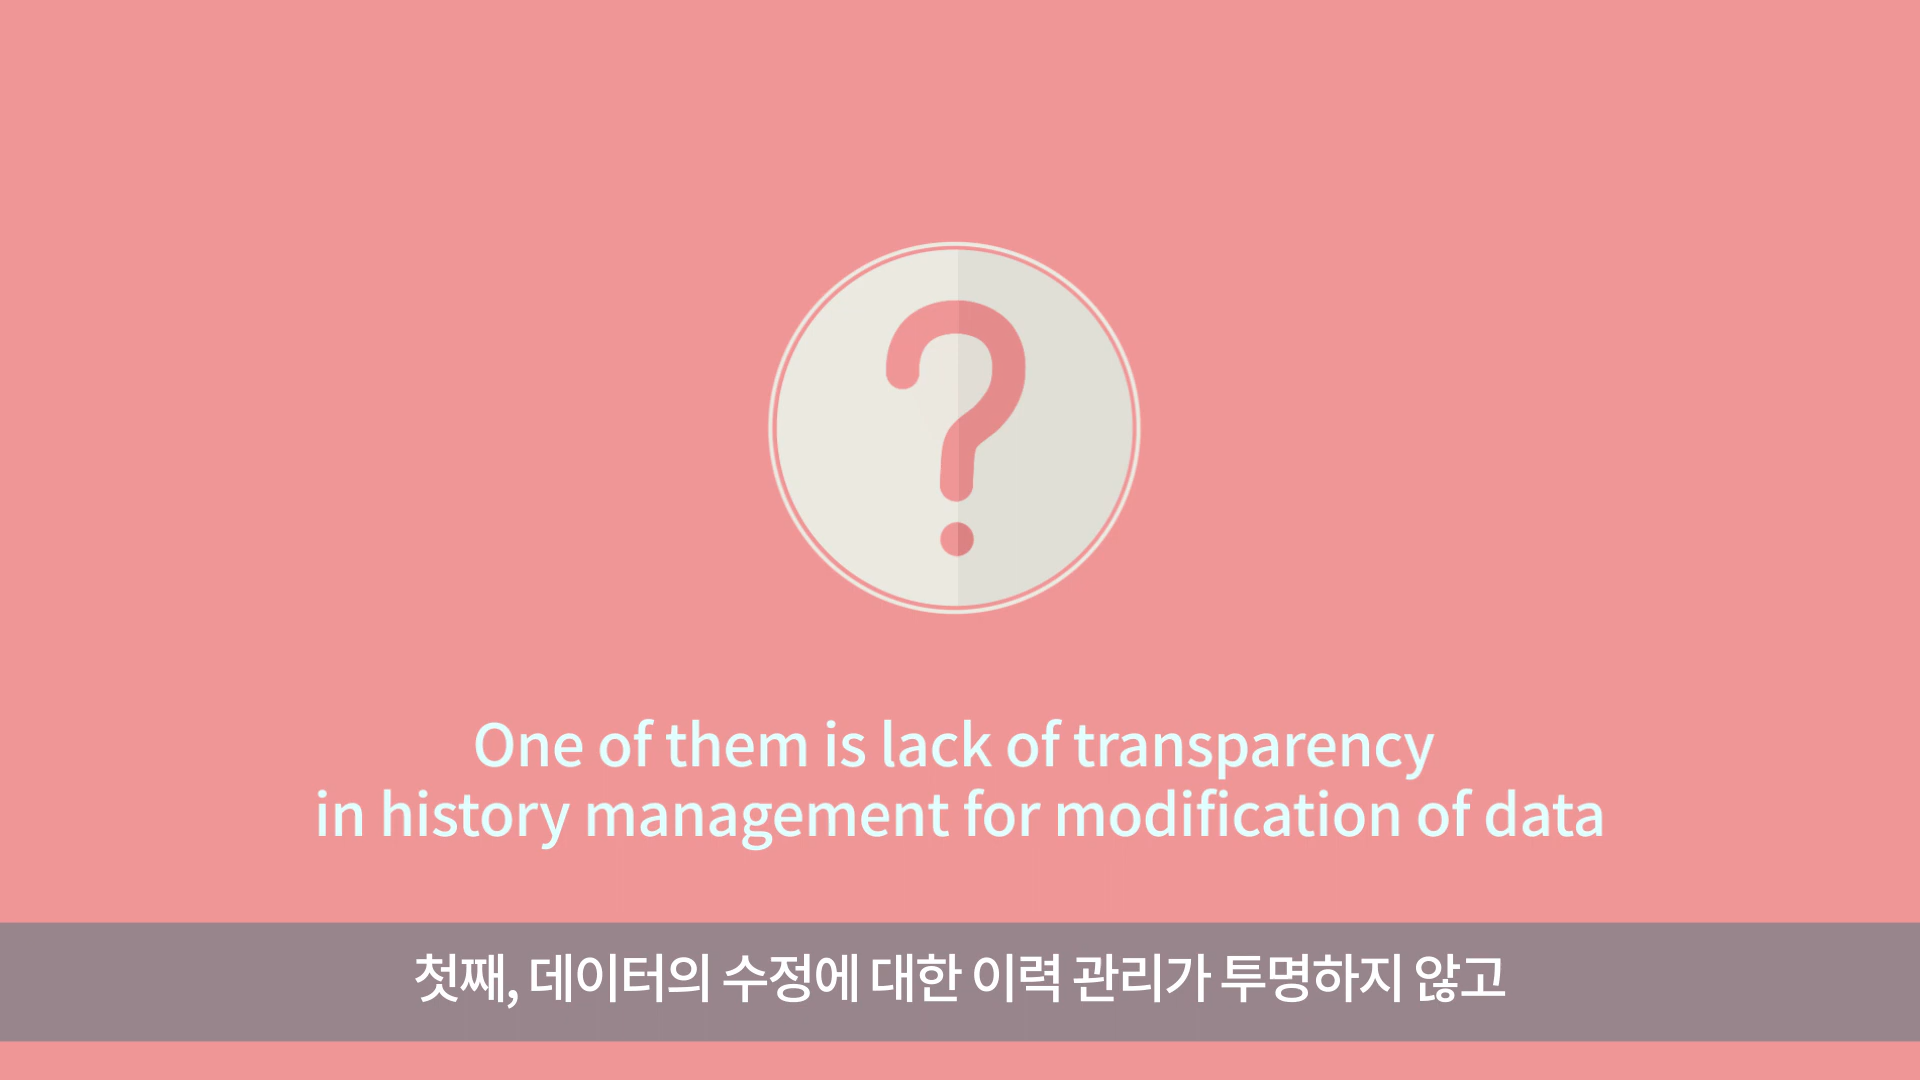 One of them is lack of transparency
in history management for modification of data
첫째, 데이터의 수정에 대한 이력 관리가 투명하지 않고